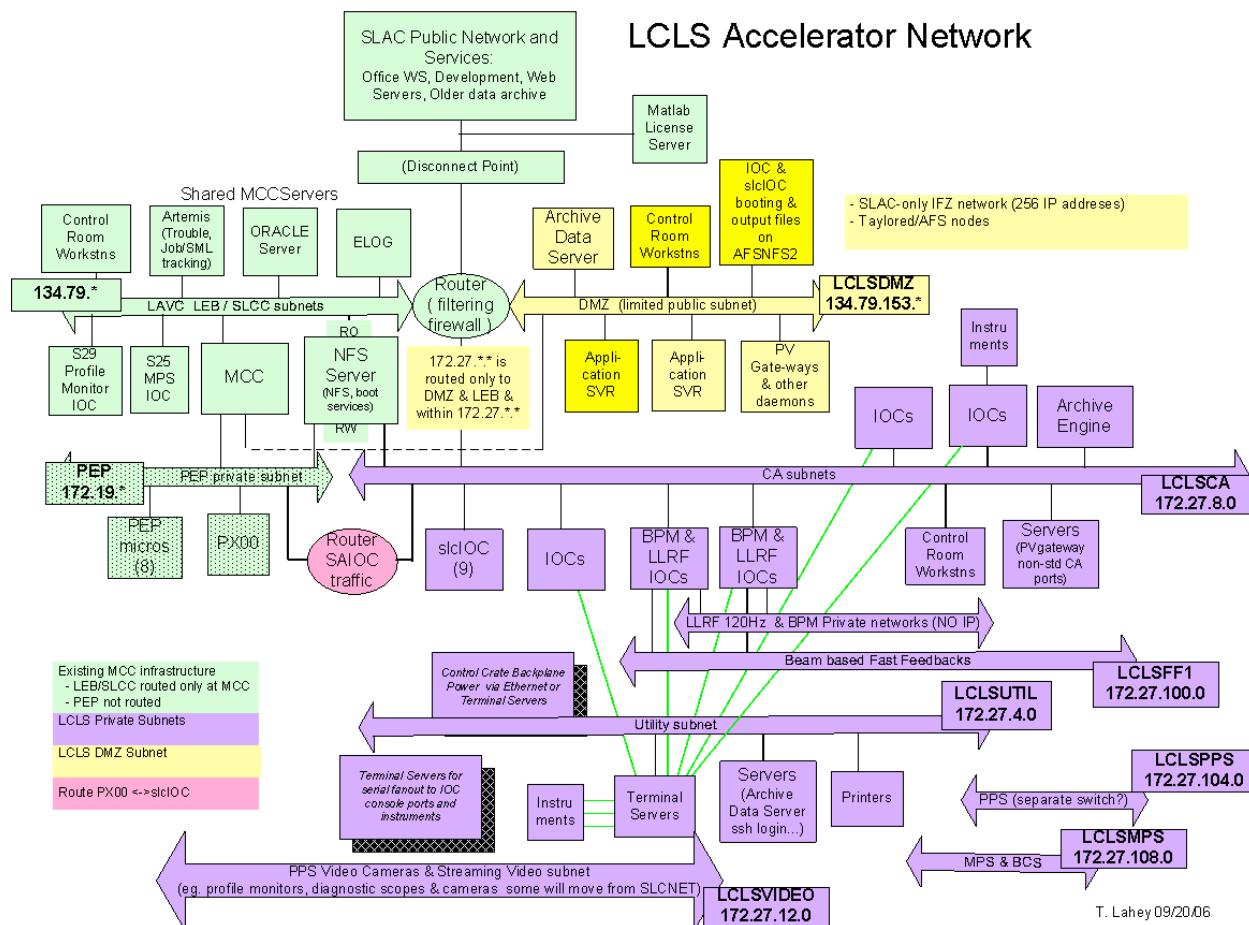 LCLS Accelerator Network
SLAC Public Network and
Services:
Office WS, Development, Web
Servers, Older data archive
Matlab
License
Server
(Disconnect Point)
Shared MCCServers
Control
Room
Workstns
Artemis
(Trouble,
Job/SML
tracking)
ORACLE
Server
ELOG
Router
( filtering
firewall )
Archive
Data
Server
Control
Room
Workstns
IOC &
slcIOC
booting &
output files
on
AFSNFS2
- SLAC-only IFZ network (256 IP addreses)
- Taylored/AFS nodes
134.79.*
LAVC LEB / SLCC subnets
DMZ (limited public subnet)
LCLSDMZ
134.79.153.*
S29
Profile
Monitor
IOC
S25
MPS
IOC
MCC
RO
NFS
Server
(NFS, boot
services)
RW
172.27.*.* is
routed only to
DMZ & LEB &
within 172.27.*.*
Appli-
cation
SVR
Appli-
cation
SVR
PV
Gate-ways
& other
daemons
Instr
uments
IOCs
IOCs
Archive
Engine
PEP
172.19.*
PEP private subnet
CA subnets
LCLSCA
172.27.8.0
PEP
micros
(8)
PX00
Router
SAIOC
traffic
slcIOC
(9)
IOCs
BPM &
LLRF
IOCs
BPM &
LLRF
IOCs
Control
Room
Workstns
Servers
(PVgateway
non-std CA
ports)
LLRF 120Hz & BPM Private networks (NO IP)
Beam based Fast Feedbacks
LCLSFF1
172.27.100.0
Existing MCC infrastructure
- LEB/SLCC routed only at MCC
- PEP not routed
LCLS Private Subnets
LCLS DMZ Subnet
Route PX00 <->slcIOC
Control Crate Backplane
Power via Ethernet or
Terminal Servers
Utility subnet
LCLSUTIL
172.27.4.0
Terminal Servers for
serial fanout to IOC
console ports and
instruments
Instr
uments
Terminal
Servers
Servers
(Archive
Data Server
ssh login...)
Printers
LCLSPPS
172.27.104.0
PPS (separate switch?)
LCLSMPS
172.27.108.0
MPS & BCS
PPS Video Cameras & Streaming Video subnet
(eg. profile monitors, diagnostic scopes & cameras some will move from SLCNET)
LCLSVIDEO
172.27.12.0
T. Lahey 09/20/06